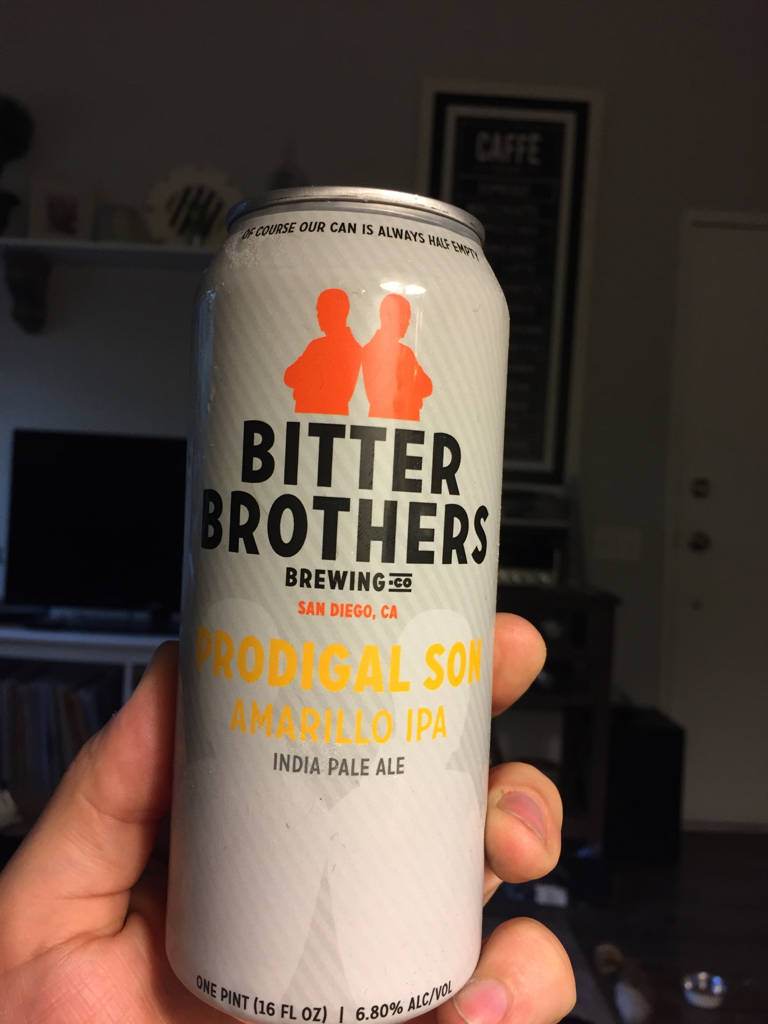 CAFFÈ
OF COURSE OUR CAN IS ALWAYS HALF EMPTY
BITTER
BROTHERS
BREWING CO
SAN DIEGO, CA
PRODIGAL SON
AMARILLO IPA
INDIA PALE ALE
ONE PINT (16 FL OZ) | 6.80% ALC/VOL